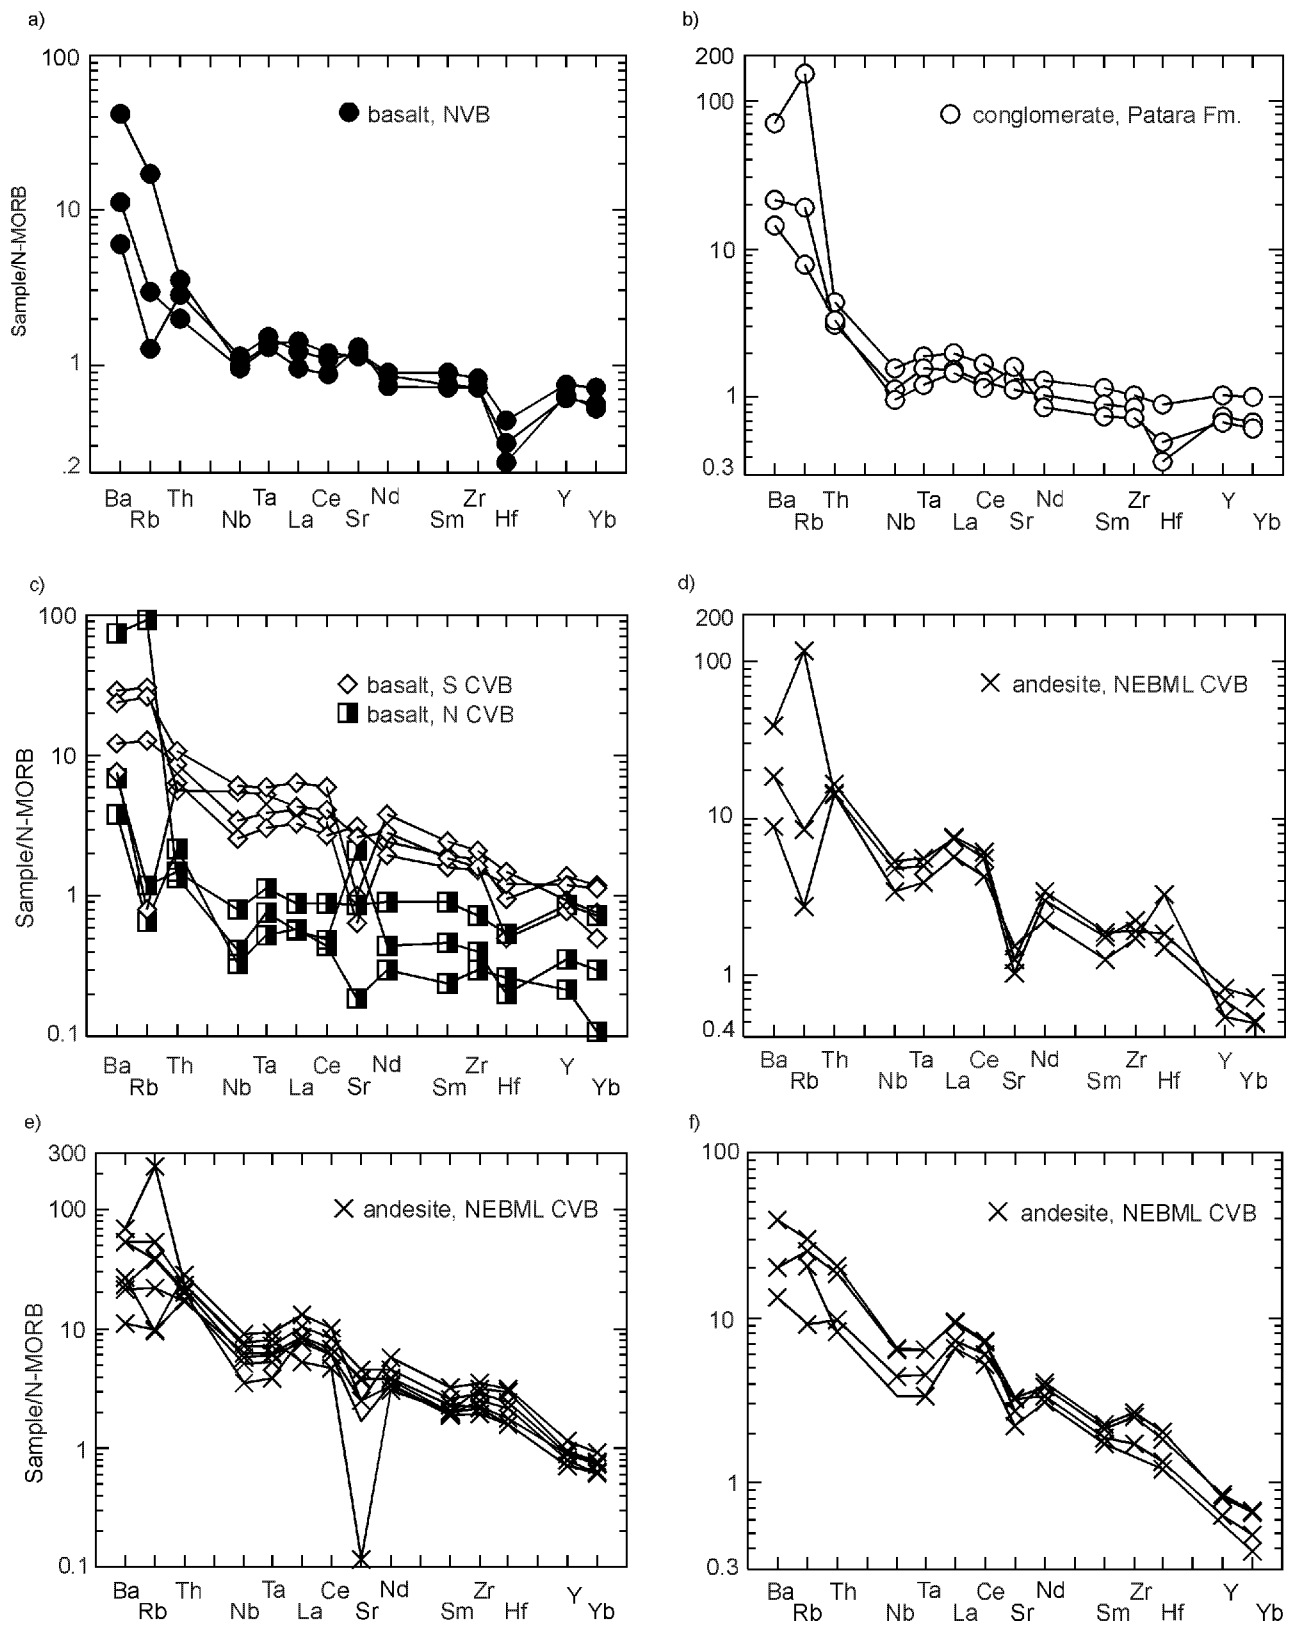 a)
100
10
1
.2
Sample/N-MORB
basalt, NVB
Ba Th Ta Ce Nd Zr Y
Rb Nb La Sr Sm Hf Yb
b)
200
100
10
1
0.3
conglomerate, Patara Fm.
Ba Th Ta Ce Nd Zr Y
Rb Nb La Sr Sm Hf Yb
c)
100
10
1
0.1
Sample/N-MORB
basalt, S CVB
basalt, N CVB
Ba Th Ta Ce Nd Zr Y
Rb Nb La Sr Sm Hf Yb
d)
200
100
10
1
0.4
andesite, NEBML CVB
Ba Th Ta Ce Nd Zr Y
Rb Nb La Sr Sm Hf Yb
e)
300
100
10
1
0.1
Sample/N-MORB
andesite, NEBML CVB
Ba Th Ta Ce Nd Zr Y
Rb Nb La Sr Sm Hf Yb
f)
100
10
1
0.3
andesite, NEBML CVB
Ba Th Ta Ce Nd Zr Y
Rb Nb La Sr Sm Hf Yb